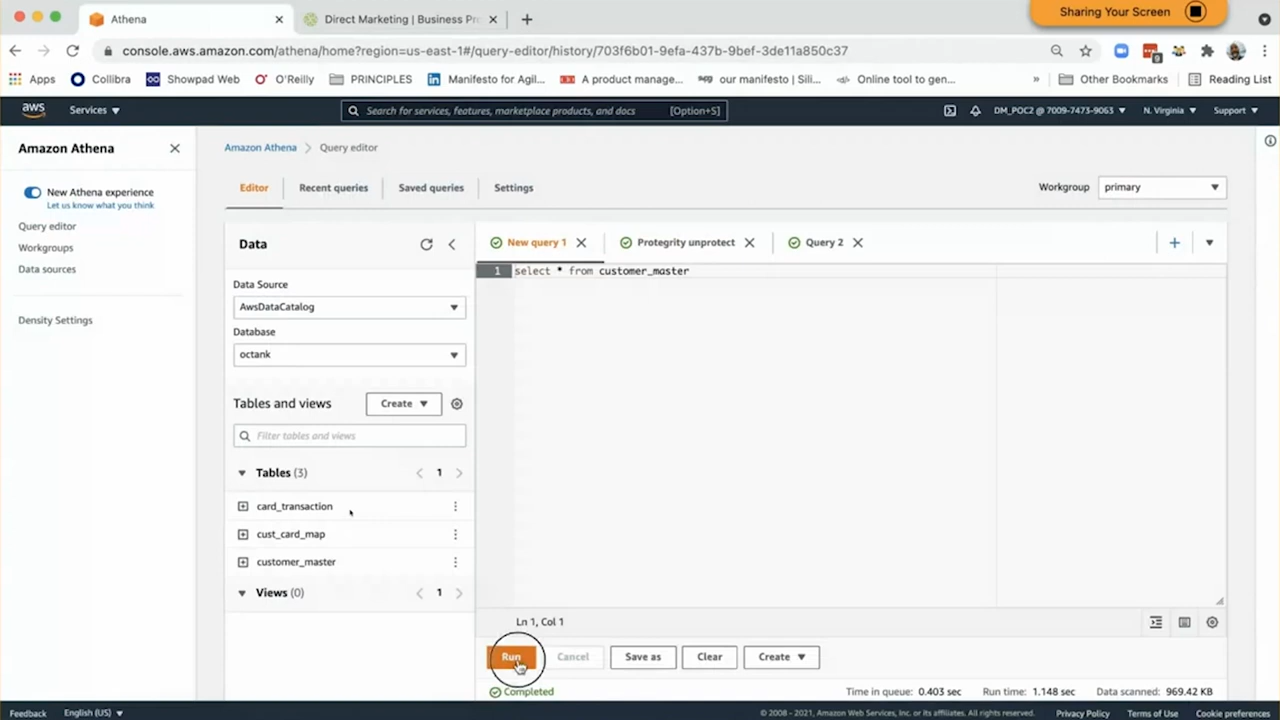 Athena
Direct Marketing | Business Pr
Sharing Your Screen
console.aws.amazon.com/athena/home?region=us-east-1#/query-editor/history/703f6b01-9efa-437b-9bef-3de11a850c37
9
Apps
Collibra
Showpad Web
O'Reilly
PRINCIPLES
Manifesto for Agil...
A product manage...
our manifesto | Sili...
Online tool to gen...
»
Other Bookmarks
Reading List
aws
Services
Search for services, features, marketplace products, and docs
[Option+S]
DM_POC2 @ 7009-7473-9063
N. Virginia
Support
Amazon Athena
New Athena experience
Let us know what you think
Query editor
Workgroups
Data sources
Density Settings
Amazon Athena
Query editor
Editor
Recent queries
Saved queries
Settings
Workgroup
primary
Data
Data Source
AwsDataCatalog
Database
octank
Tables and views
Create
Filter tables and views
Tables (3)
1
card_transaction
cust_card_map
customer_master
Views (0)
1
New query 1
Protegrity unprotect
Query 2
1 select * from customer_master
Ln 1, Col 1
Run
Cancel
Save as
Clear
Create
Completed
Time in queue: 0.403 sec
Run time: 1.148 sec
Data scanned: 969.42 KB
Feedback
English (US)
© 2008 - 2021, Amazon Web Services, Inc. or its affiliates. All rights reserved.
Privacy Policy
Terms of Use
Cookie preferences